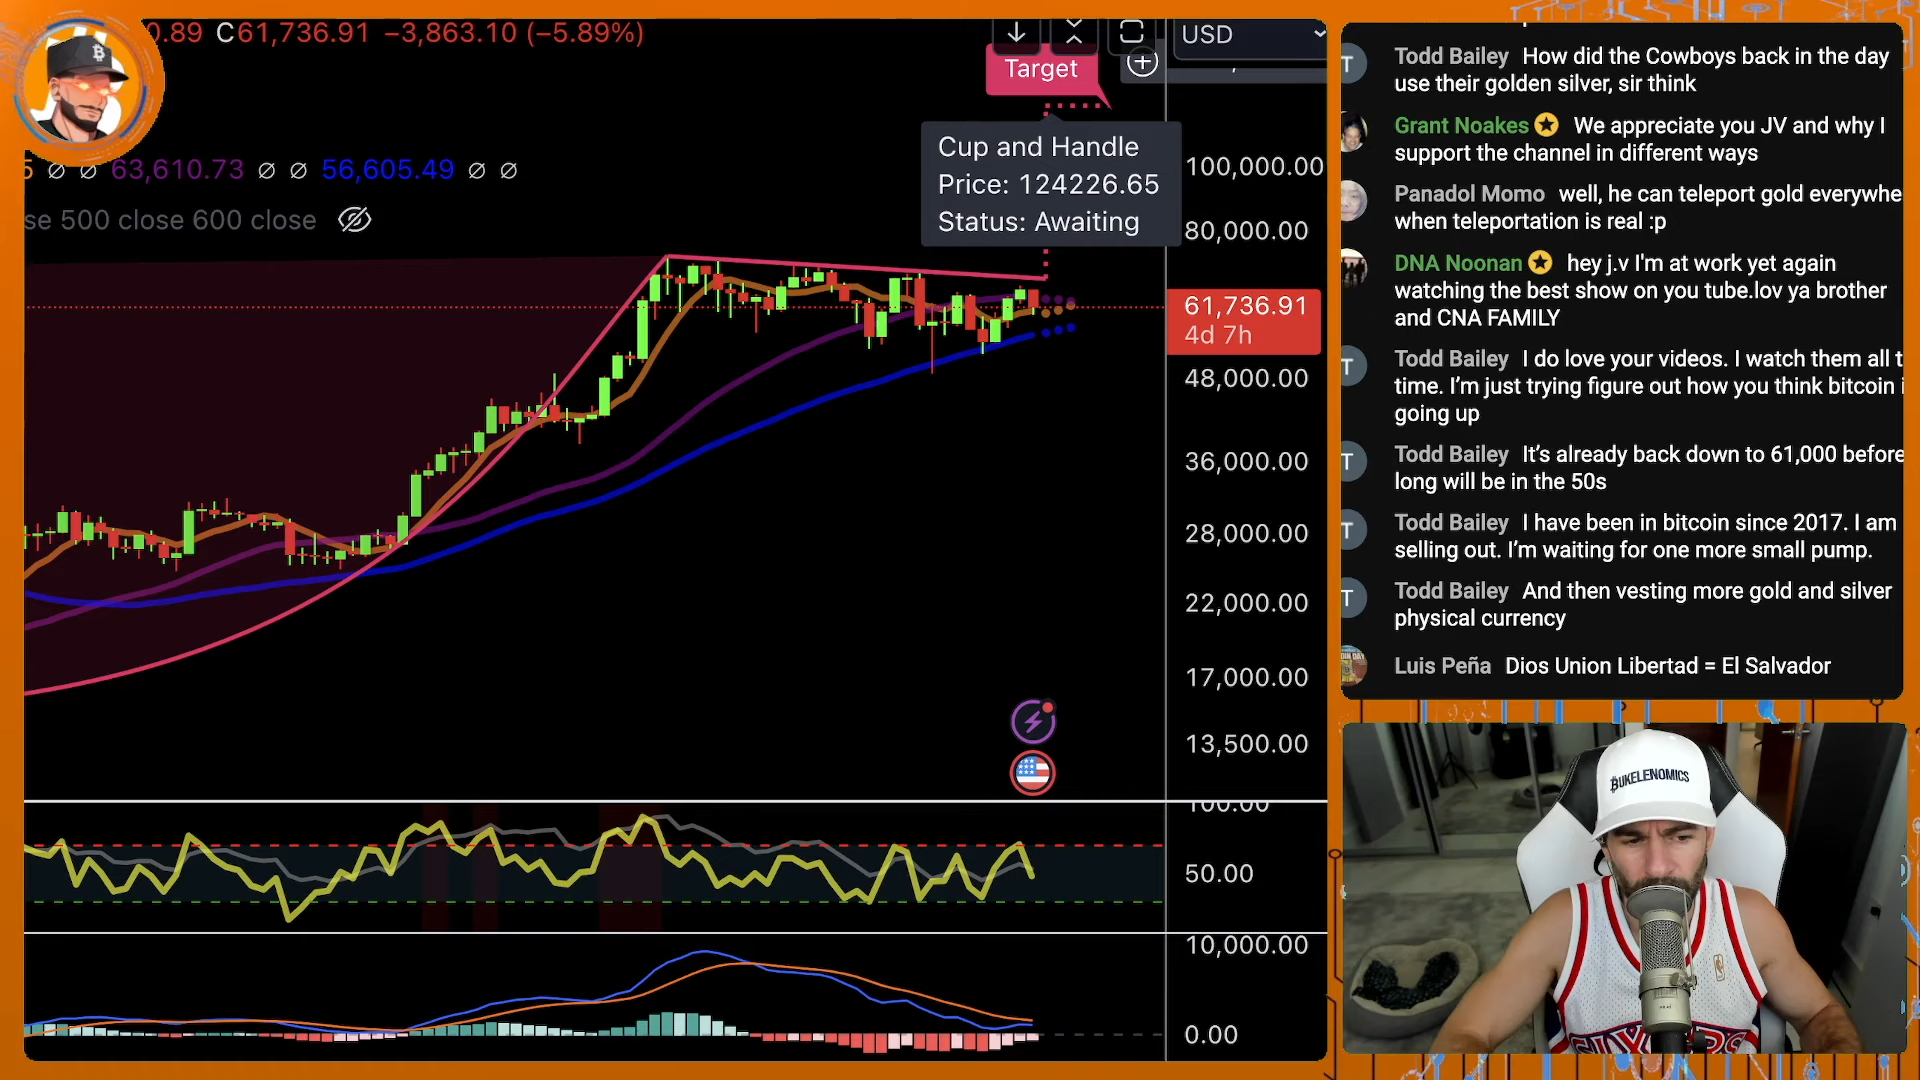 0.89 C61,736.91 −3,863.10 (−5.89%)
USD
Target
Cup and Handle
Price: 124226.65
Status: Awaiting
63,610.73 56,605.49
se 500 close 600 close
100,000.00
80,000.00
61,736.91
4d 7h
48,000.00
36,000.00
28,000.00
22,000.00
17,000.00
13,500.00
100.00
50.00
10,000.00
0.00
Todd Bailey How did the Cowboys back in the day
use their golden silver, sir think
Grant Noakes We appreciate you JV and why I
support the channel in different ways
Panadol Momo well, he can teleport gold everywhe
when teleportation is real :p
DNA Noonan hey j.v I'm at work yet again
watching the best show on you tube.lov ya brother
and CNA FAMILY
Todd Bailey I do love your videos. I watch them all t
time. I'm just trying figure out how you think bitcoin i
going up
Todd Bailey It's already back down to 61,000 before
long will be in the 50s
Todd Bailey I have been in bitcoin since 2017. I am
selling out. I'm waiting for one more small pump.
Todd Bailey And then vesting more gold and silver
physical currency
Luis Peña Dios Union Libertad = El Salvador
BUKELENOMICS